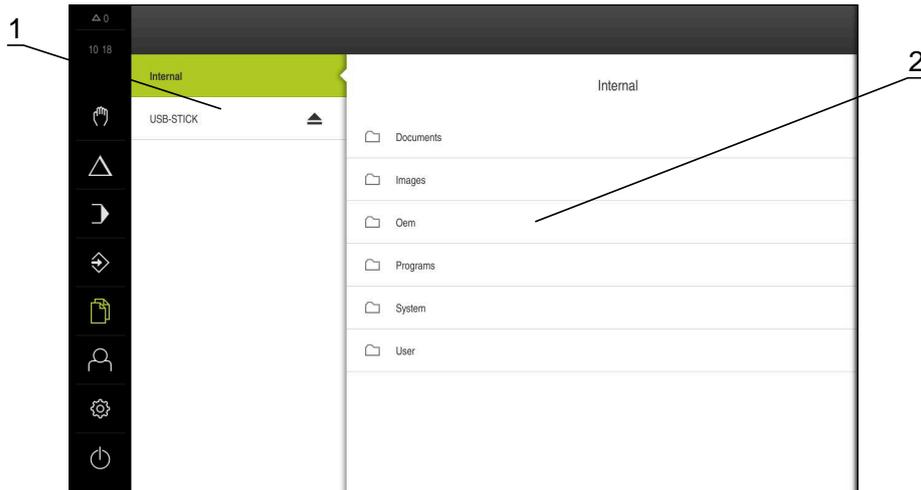 1
2
△ 0
10 18
Internal
USB-STICK
Internal
Documents
Images
Oem
Programs
System
User